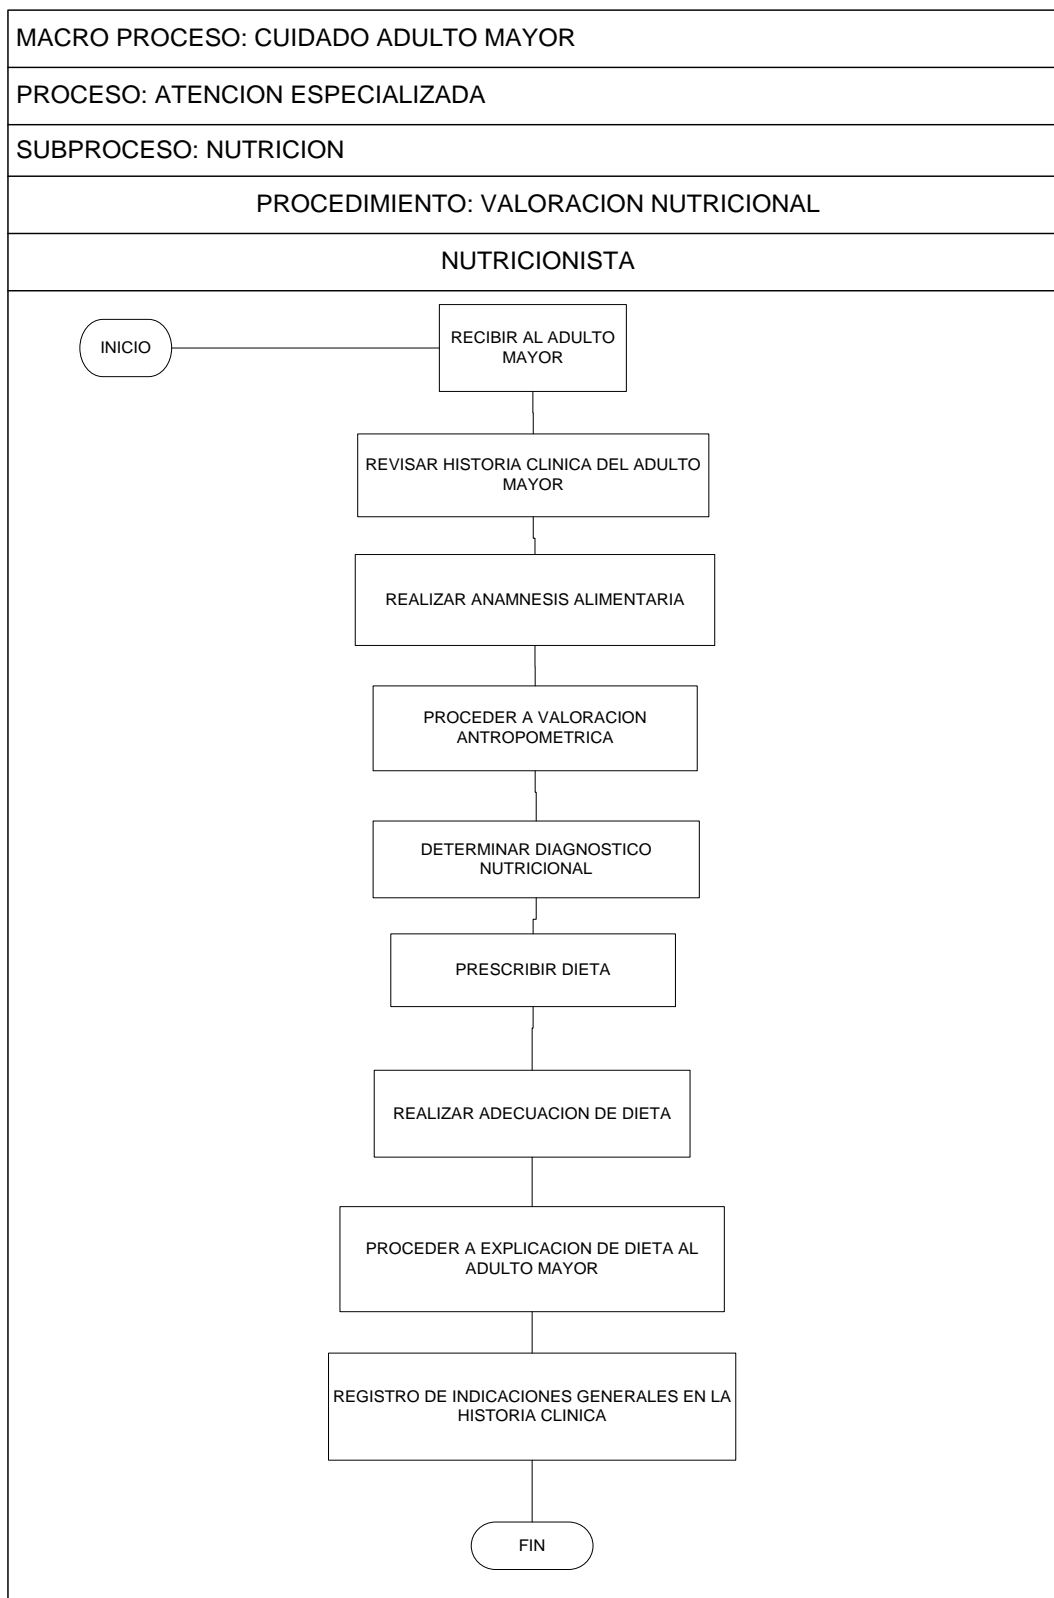 MACRO PROCESO: CUIDADO ADULTO MAYOR
PROCESO: ATENCION ESPECIALIZADA
SUBPROCESO: NUTRICION
PROCEDIMIENTO: VALORACION NUTRICIONAL
NUTRICIONISTA
INICIO
RECIBIR AL ADULTO
MAYOR
REVISAR HISTORIA CLINICA DEL ADULTO
MAYOR
REALIZAR ANAMNESIS ALIMENTARIA
PROCEDER A VALORACION
ANTROPOMETRICA
DETERMINAR DIAGNOSTICO
NUTRICIONAL
PRESCRIBIR DIETA
REALIZAR ADECUACION DE DIETA
PROCEDER A EXPLICACION DE DIETA AL
ADULTO MAYOR
REGISTRO DE INDICACIONES GENERALES EN LA
HISTORIA CLINICA
FIN